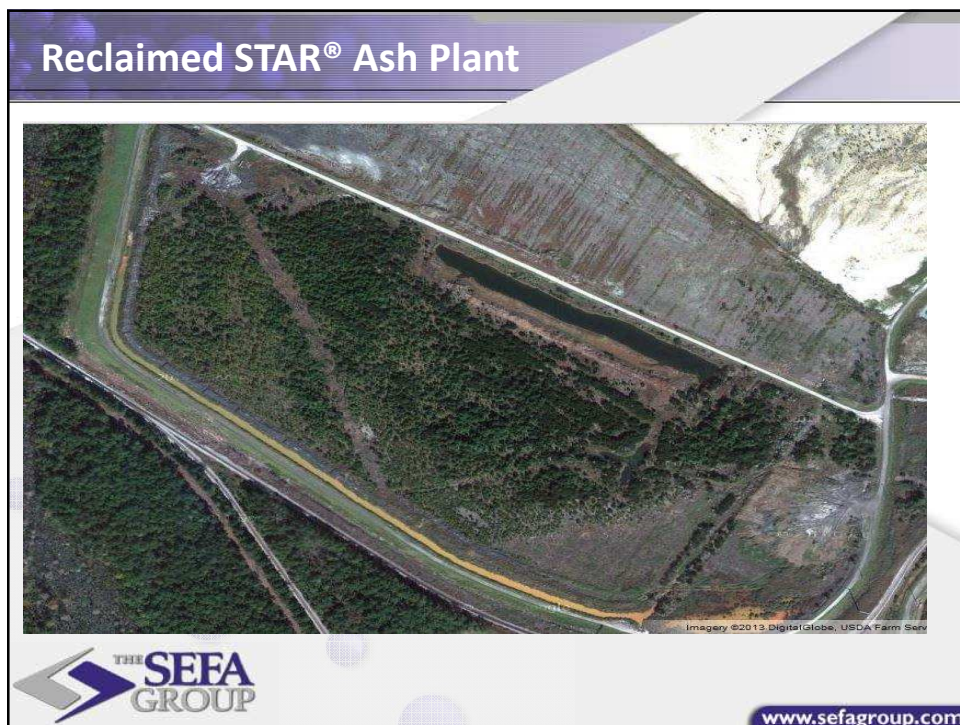 Reclaimed STAR® Ash Plant
Imagery ©2013 DigitalGlobe, USDA Farm Serv
THE SEFA
GROUP
www.sefagroup.com